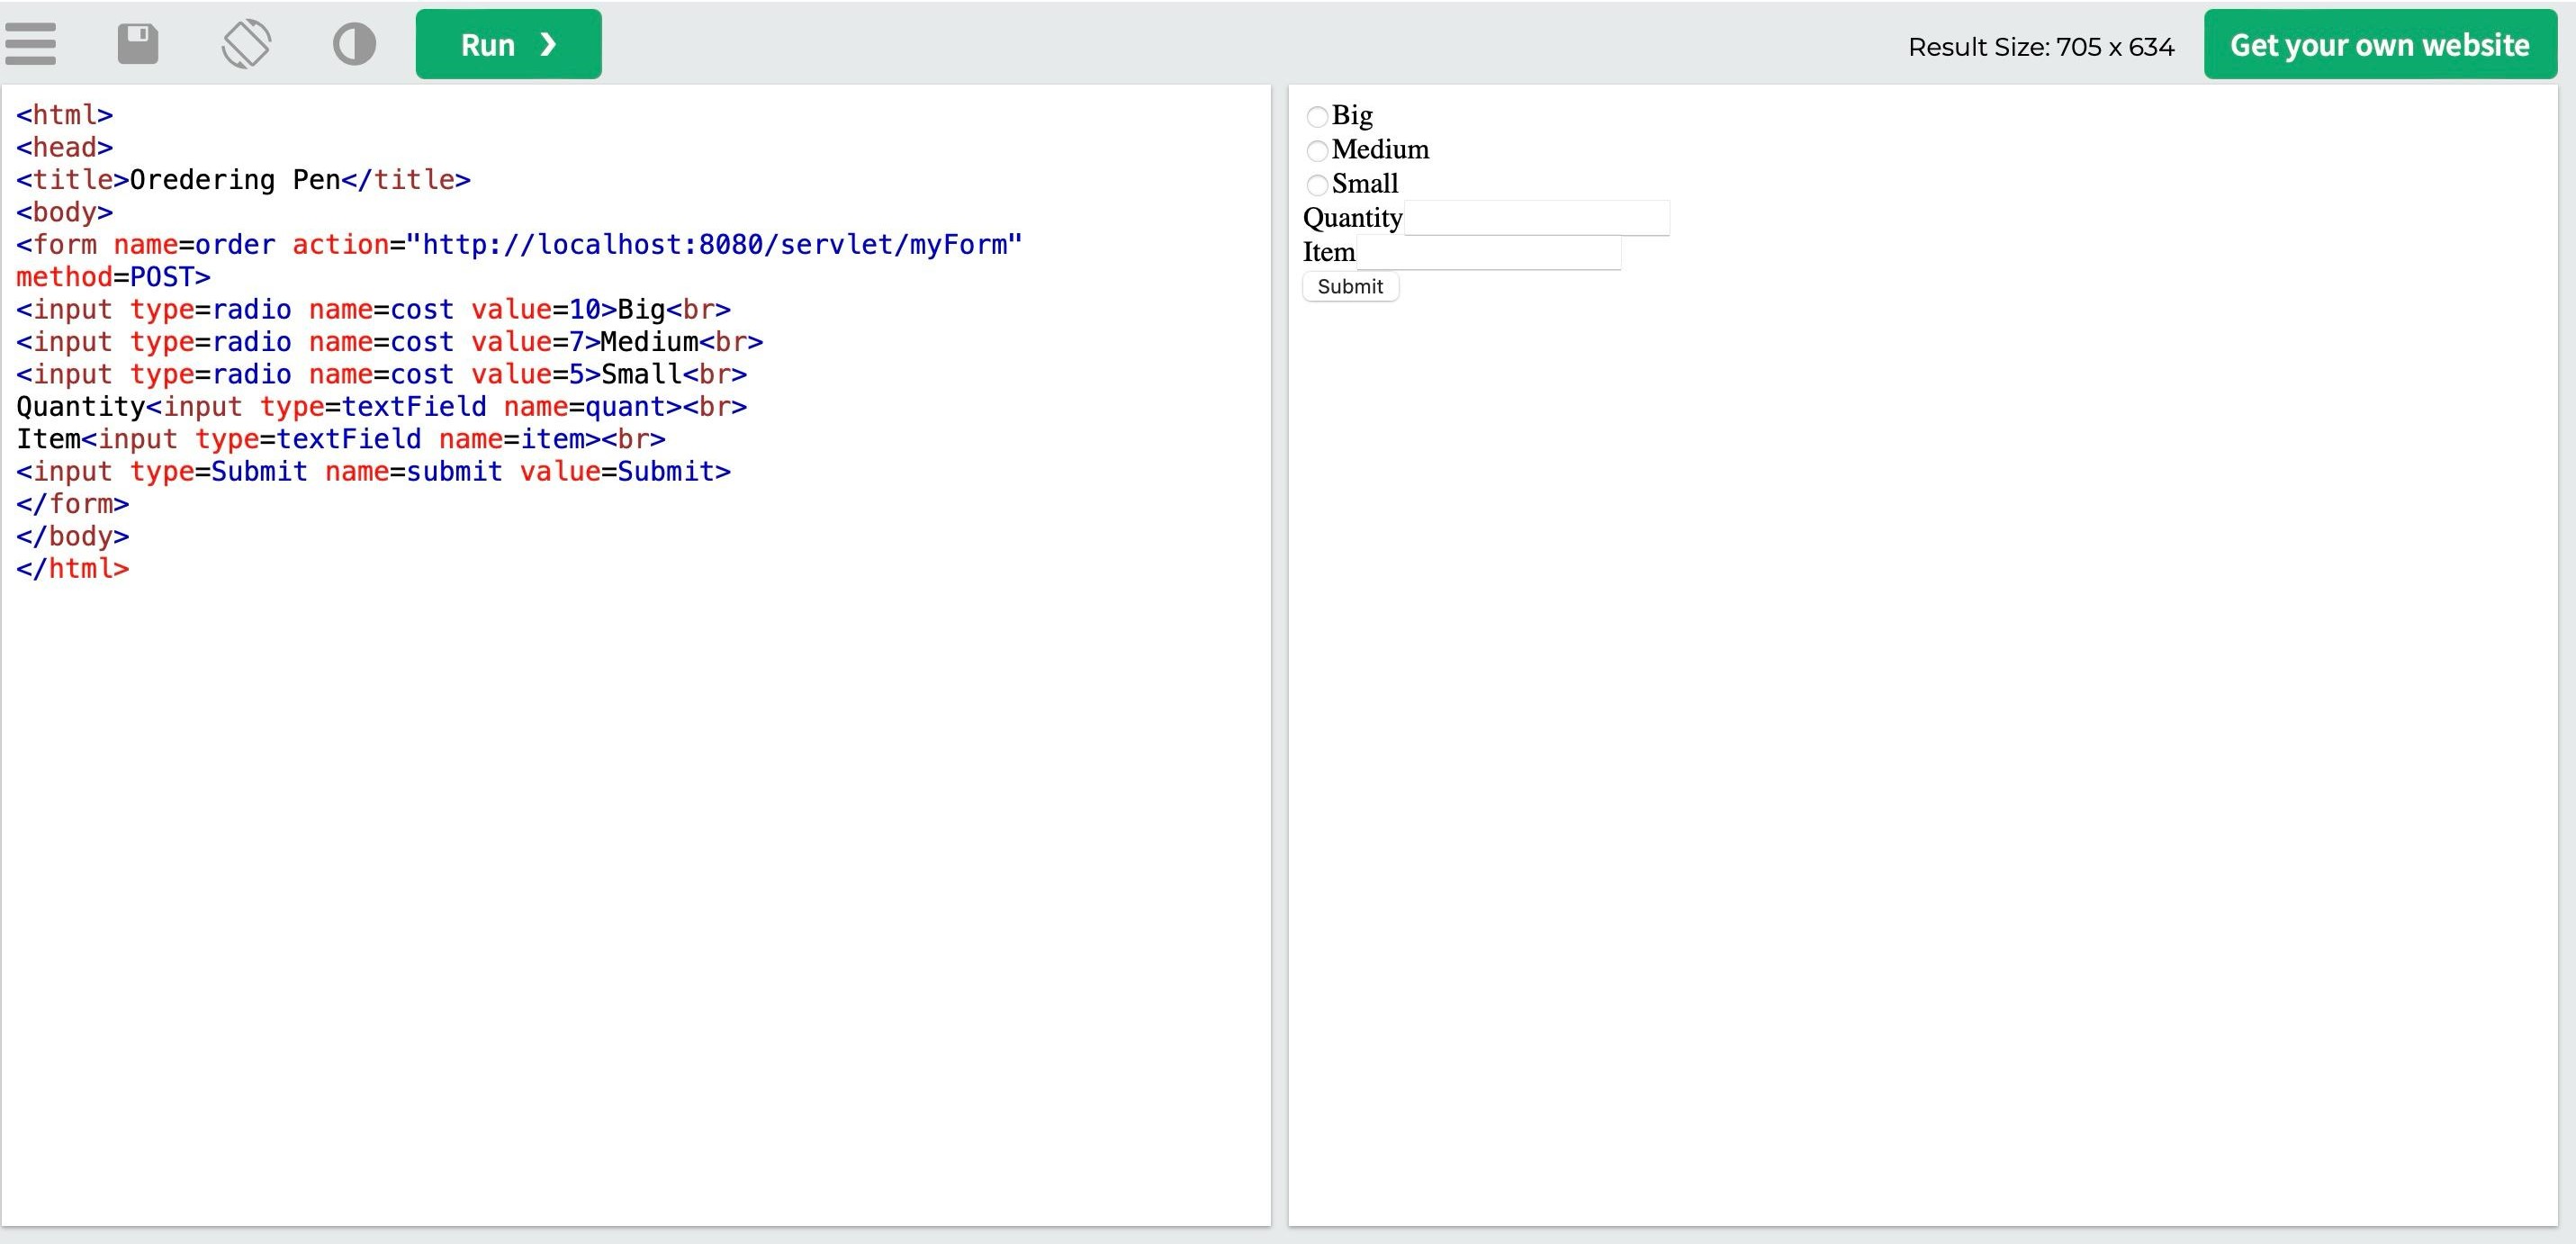 Run ❯
Result Size: 705 x 634
Get your own website
<html>
<head>
<title>Oredering Pen</title>
<body>
<form name=order action="http://localhost:8080/servlet/myForm"
method=POST>
<input type=radio name=cost value=10>Big<br>
<input type=radio name=cost value=7>Medium<br>
<input type=radio name=cost value=5>Small<br>
Quantity<input type=textField name=quant><br>
Item<input type=textField name=item><br>
<input type=Submit name=submit value=Submit>
</form>
</body>
</html>
Big
Medium
Small
Quantity
Item
Submit